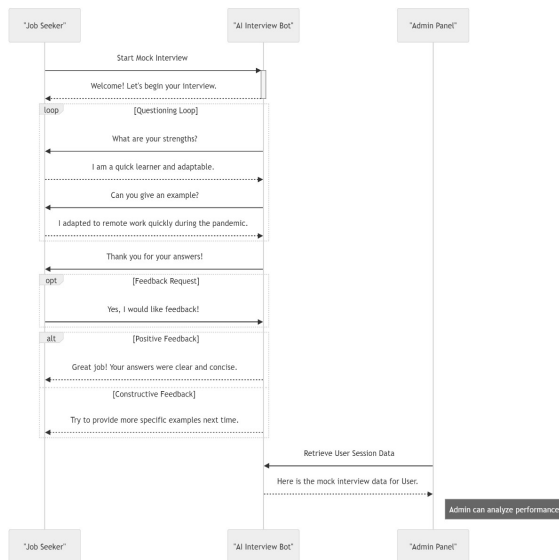 "Job Seeker"
"AI Interview Bot"
"Admin Panel"
Start Mock Interview
Welcome! Let's begin your interview.
loop
[Questioning Loop]
What are your strengths?
I am a quick learner and adaptable.
Can you give an example?
I adapted to remote work quickly during the pandemic.
Thank you for your answers!
opt
[Feedback Request]
Yes, I would like feedback!
alt
[Positive Feedback]
Great job! Your answers were clear and concise.
[Constructive Feedback]
Try to provide more specific examples next time.
Retrieve User Session Data
Here is the mock interview data for User.
Admin can analyze performance
"Job Seeker"
"AI Interview Bot"
"Admin Panel"